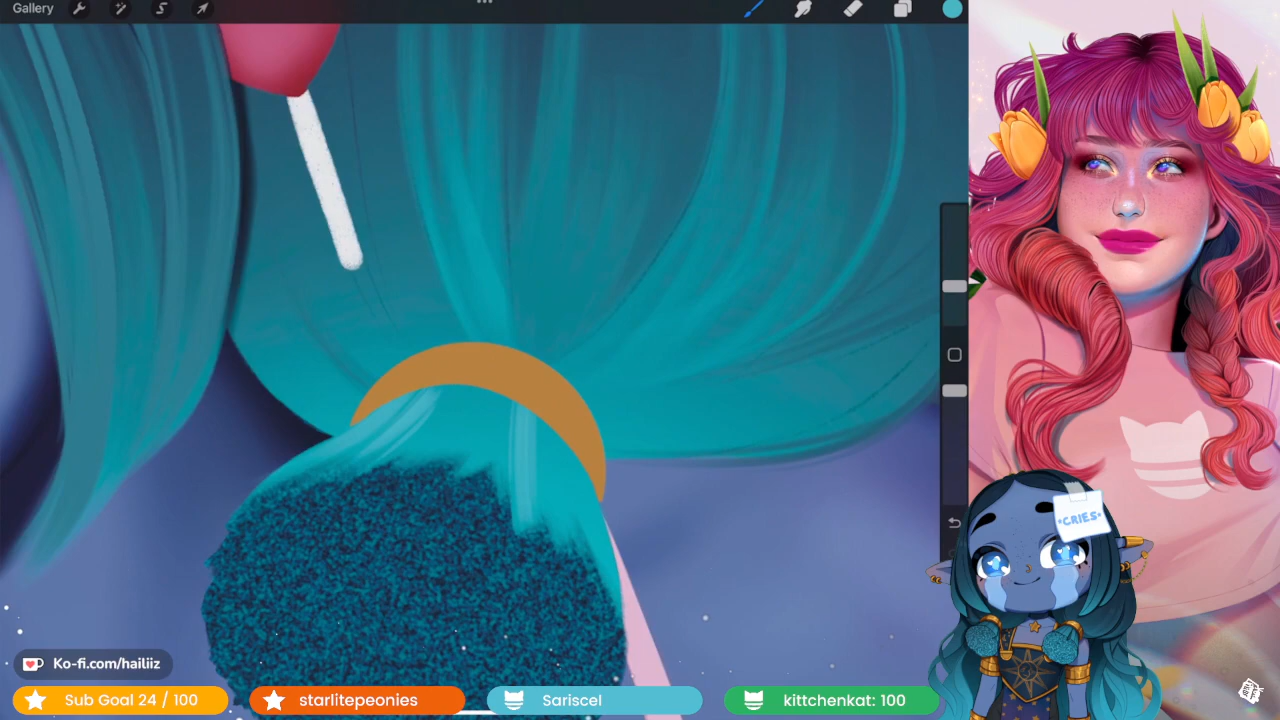 Gallery
•CRIES•
Ko-fi.com/hailiiz
Sub Goal 24 / 100
starlitepeonies
Sariscel
kittchenkat: 100